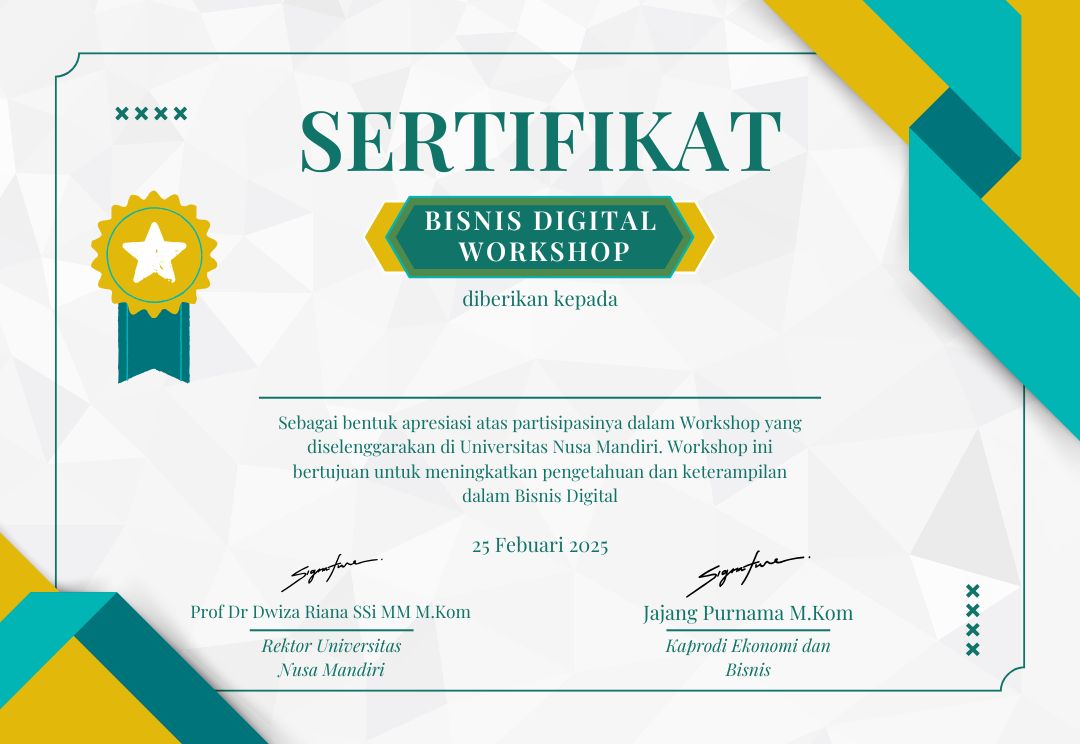 SERTIFIKAT
BISNIS DIGITAL
WORKSHOP
diberikan kepada
Sebagai bentuk apresiasi atas partisipasinya dalam Workshop yang
diselenggarakan di Universitas Nusa Mandiri. Workshop ini
bertujuan untuk meningkatkan pengetahuan dan keterampilan
dalam Bisnis Digital
25 Febuari 2025
Signature
Signature
Prof Dr Dwiza Riana SSi MM M.Kom
Jajang Purnama M.Kom
Rektor Universitas
Nusa Mandiri
Kaprodi Ekonomi dan
Bisnis